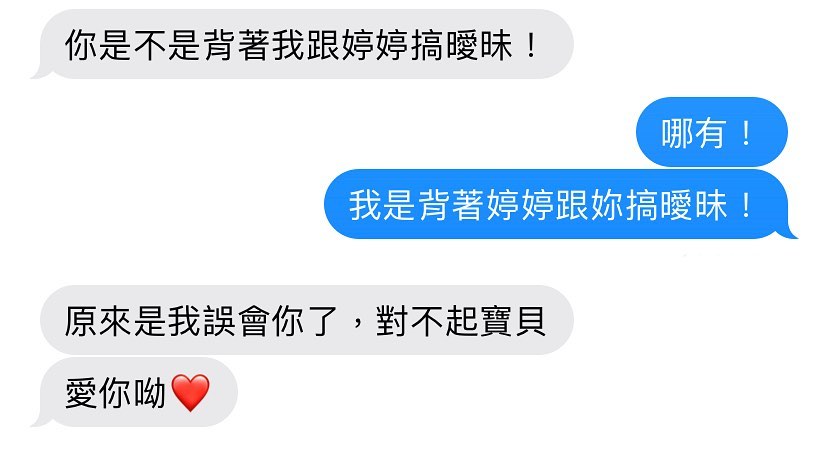 你是不是背著我跟婷婷搞曖昧！
哪有！
我是背著婷婷跟妳搞曖昧！
原來是我誤會你了，對不起寶貝
愛你呦❤️